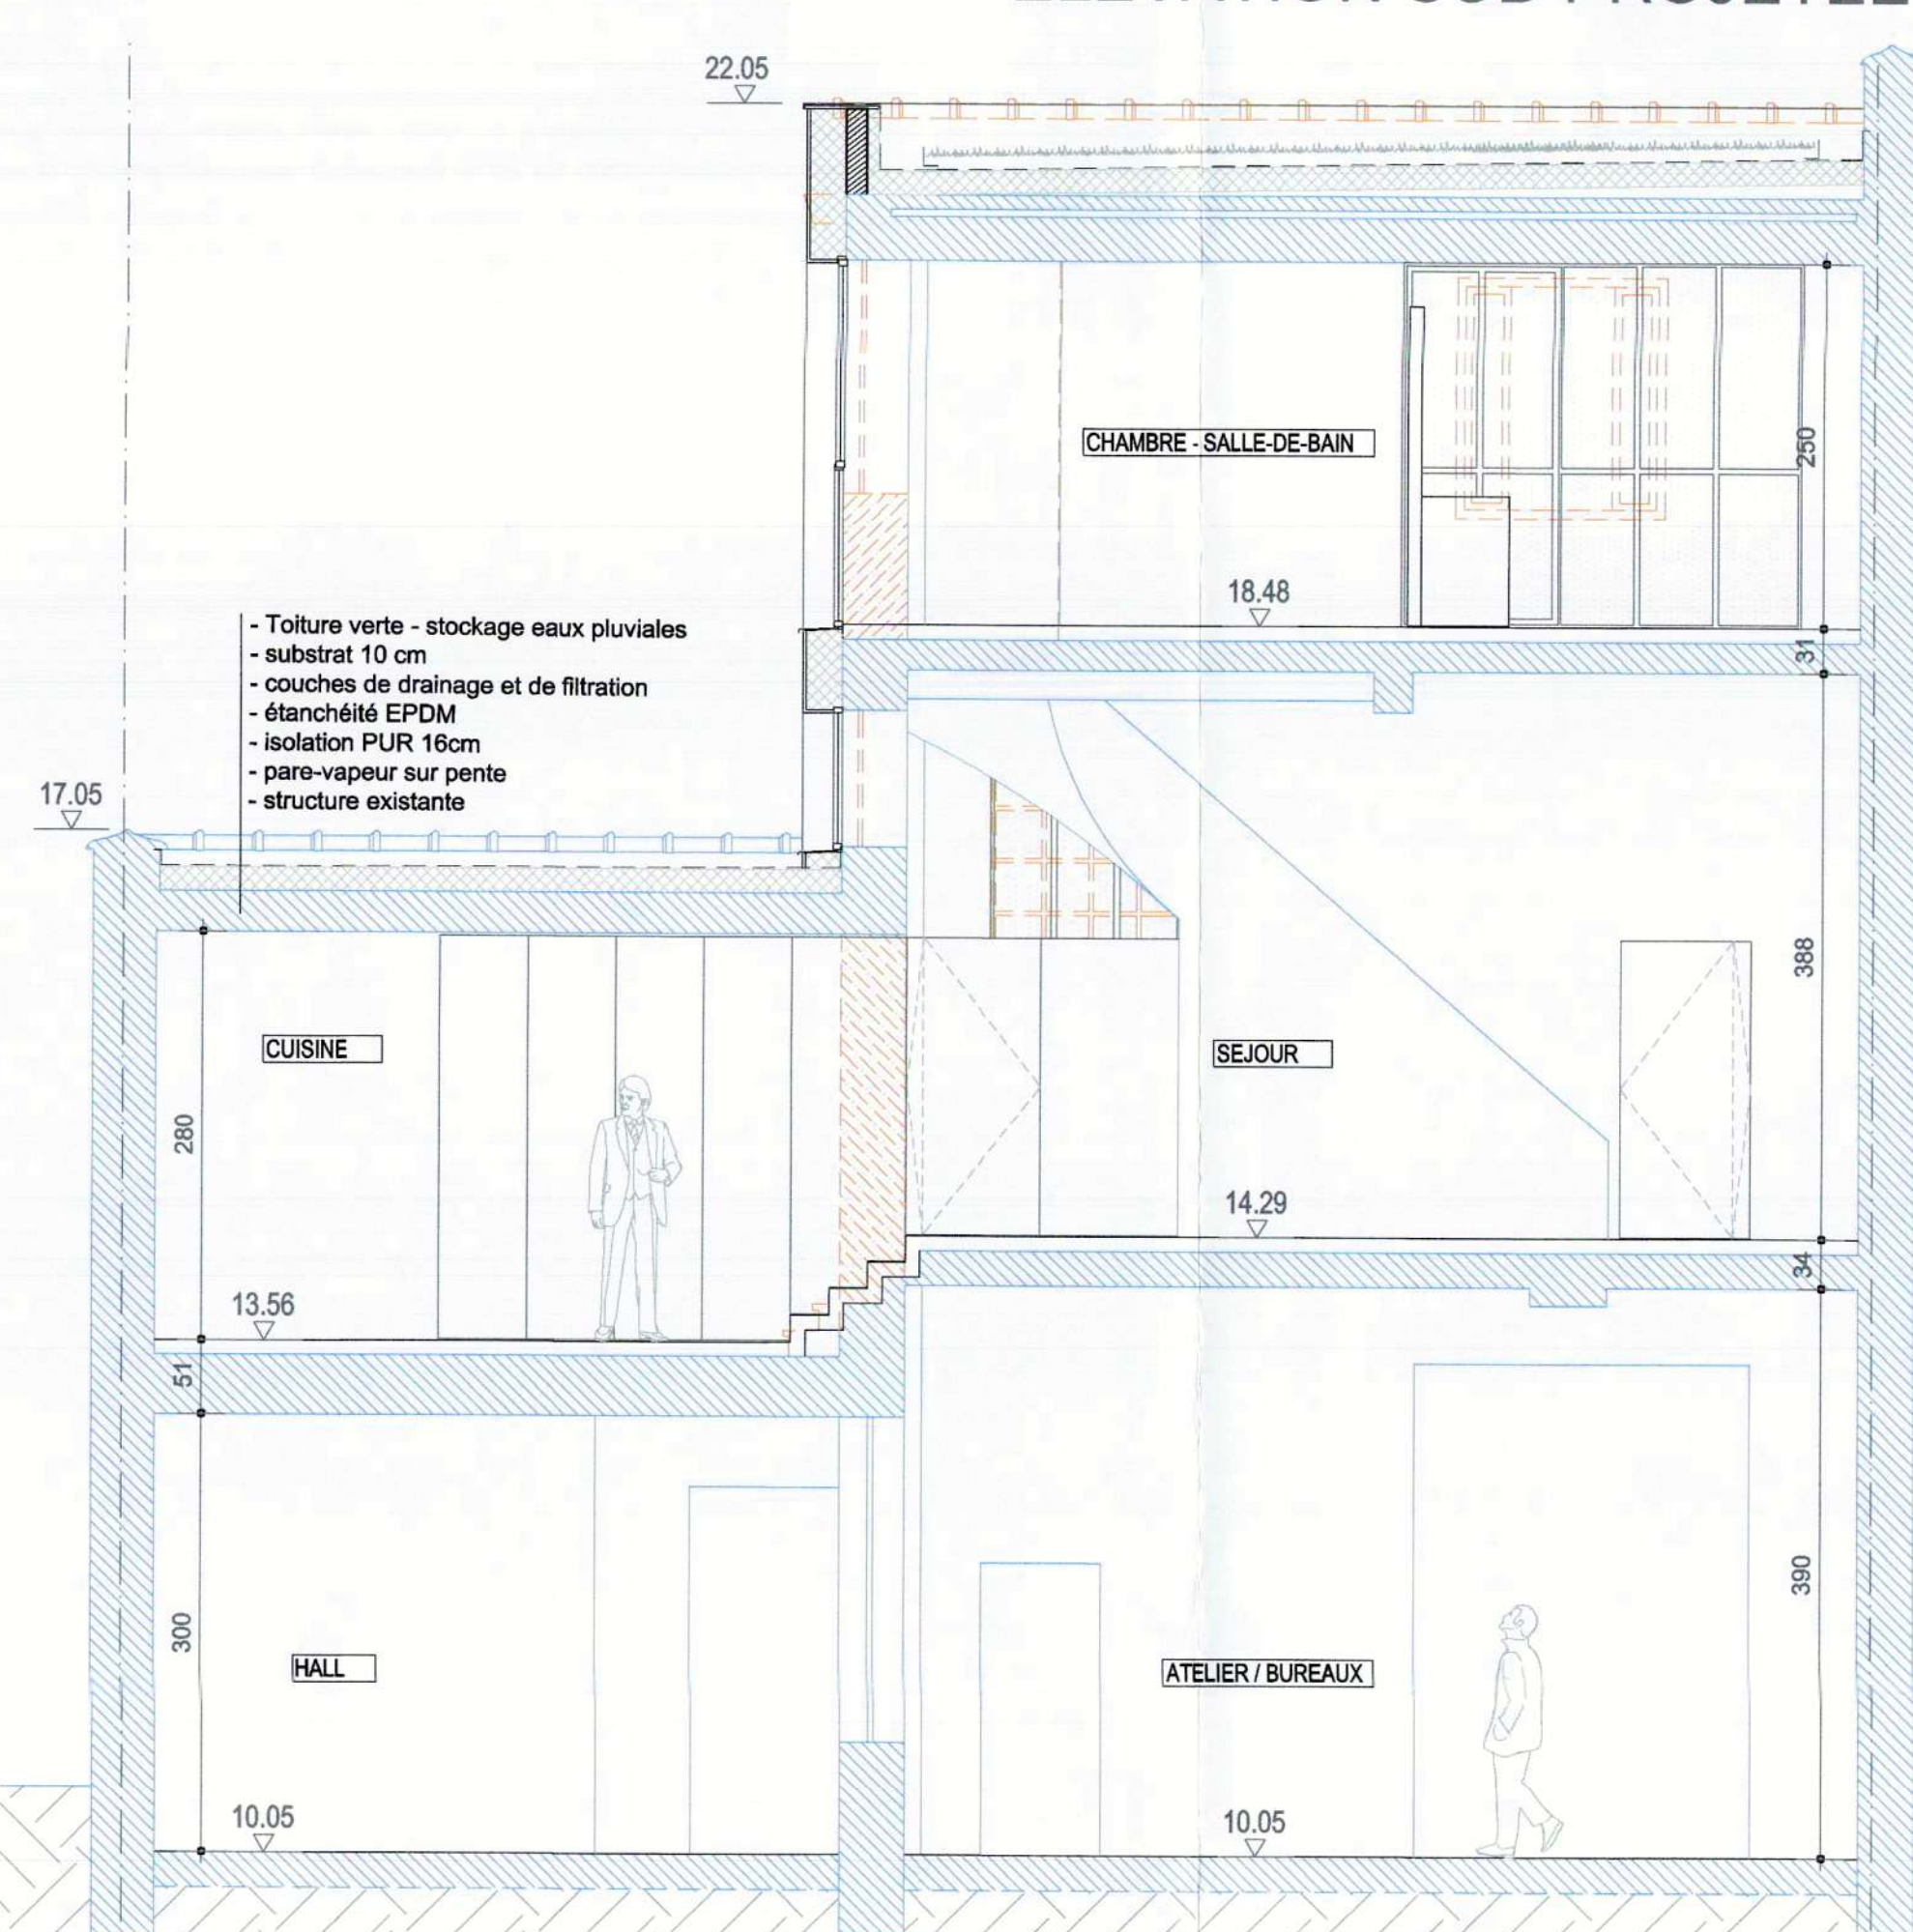 22.05
CHAMBRE - SALLE-DE-BAIN
250
18.48
31
- Toiture verte - stockage eaux pluviales
- substrat 10 cm
- couches de drainage et de filtration
- étanchéité EPDM
- isolation PUR 16cm
- pare-vapeur sur pente
- structure existante
17.05
388
CUISINE
SEJOUR
280
14.29
34
13.56
51
390
300
HALL
ATELIER / BUREAUX
10.05
10.05